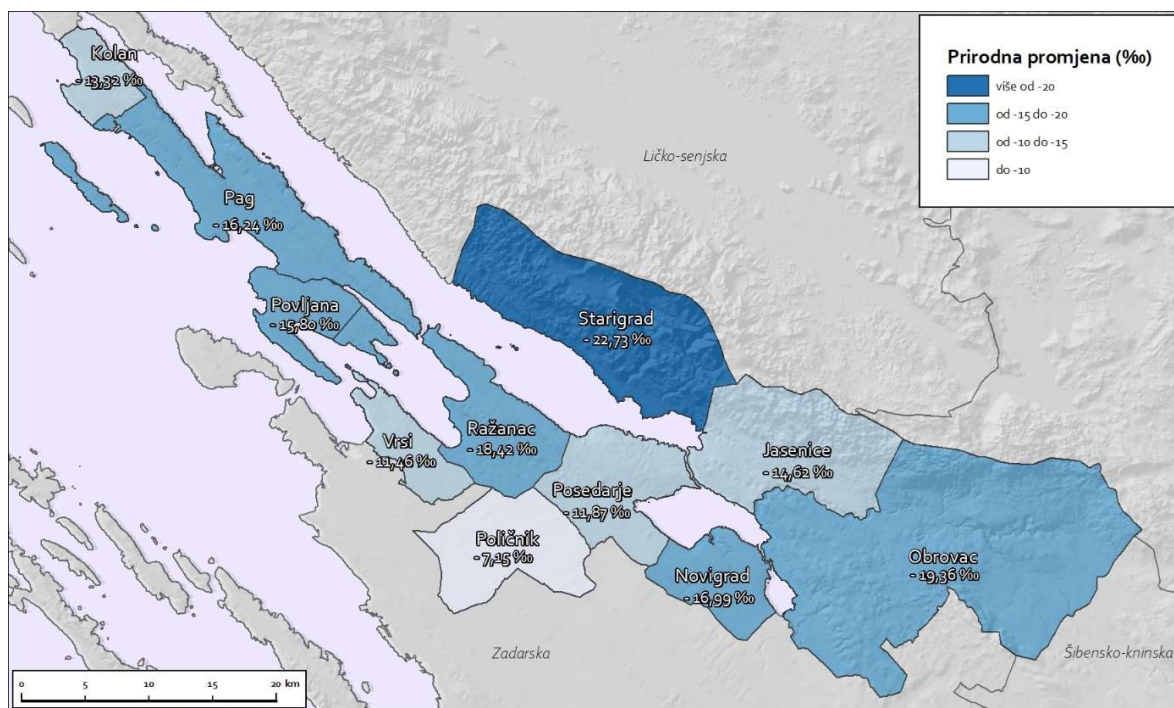 Kolan
- 13,32 ‰
Pag
- 16,24 ‰
Povljana
- 15,80 ‰
Starigrad
- 22,73 ‰
Vrsi
- 11,46 ‰
Ražanac
- 18,42 ‰
Jasenice
- 14,62 ‰
Posedarje
- 11,87 ‰
Poličnik
- 7,15 ‰
Novigrad
- 16,99 ‰
Obrovac
- 19,36 ‰
Ličko-senjska
Zadarska
Šibensko-kninska
Prirodna promjena (‰)
više od -20
od -15 do -20
od -10 do -15
do -10
0 5 10 15 20 km